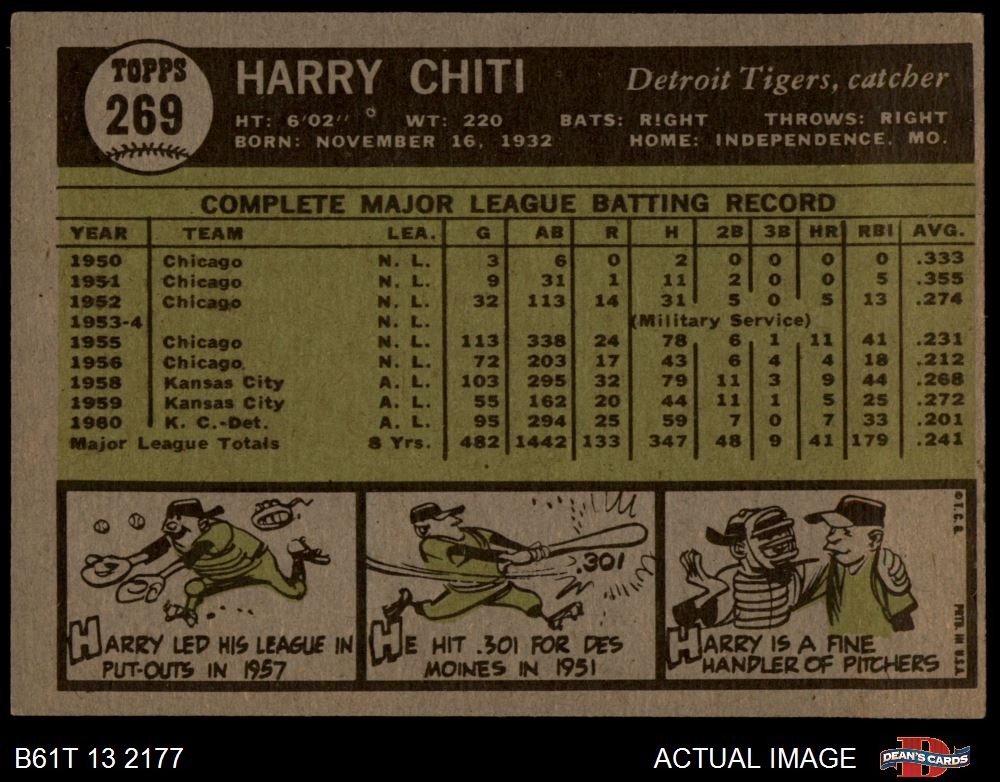 TOPPS
269
HARRY CHITI
Detroit Tigers, catcher
HT: 6'02" WT: 220 BATS: RIGHT THROWS: RIGHT
BORN: NOVEMBER 16, 1932 HOME: INDEPENDENCE, MO.
COMPLETE MAJOR LEAGUE BATTING RECORD
YEAR TEAM LEA. G AB R H 2B 3B HR RBI AVG.
1950 Chicago N. L. 3 6 0 2 0 0 0 0 .333
1951 Chicago N. L. 9 31 1 11 2 0 0 5 .355
1952 Chicago N. L. 32 113 14 31 5 0 5 13 .274
1953-4 N. L. (Military Service)
1955 Chicago N. L. 113 338 24 78 6 1 11 41 .231
1956 Chicago N. L. 72 203 17 43 6 4 4 18 .212
1958 Kansas City A. L. 103 295 32 79 11 3 9 44 .268
1959 Kansas City A. L. 55 162 20 44 11 1 5 25 .272
1960 K. C.-Det. A. L. 95 294 25 59 7 0 7 33 .201
Major League Totals 8 Yrs. 482 1442 133 347 48 9 41 179 .241
.301
HARRY LED HIS LEAGUE IN
PUT-OUTS IN 1957
HE HIT .301 FOR DES
MOINES IN 1951
HARRY IS A FINE
HANDLER OF PITCHERS
© T.C.G.
PRTD. IN U.S.A.
B61T 13 2177
ACTUAL IMAGE
DEAN'S CARDS